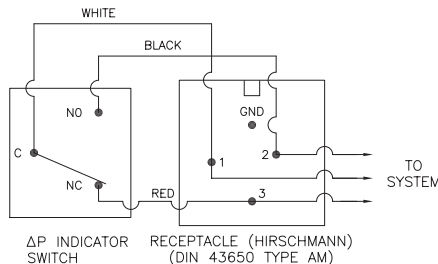 WHITE
BLACK
NO
GND
C
1
2
TO
SYSTEM
NC
RED
3
ΔP INDICATOR
SWITCH
RECEPTACLE (HIRSCHMANN)
(DIN 43650 TYPE AM)